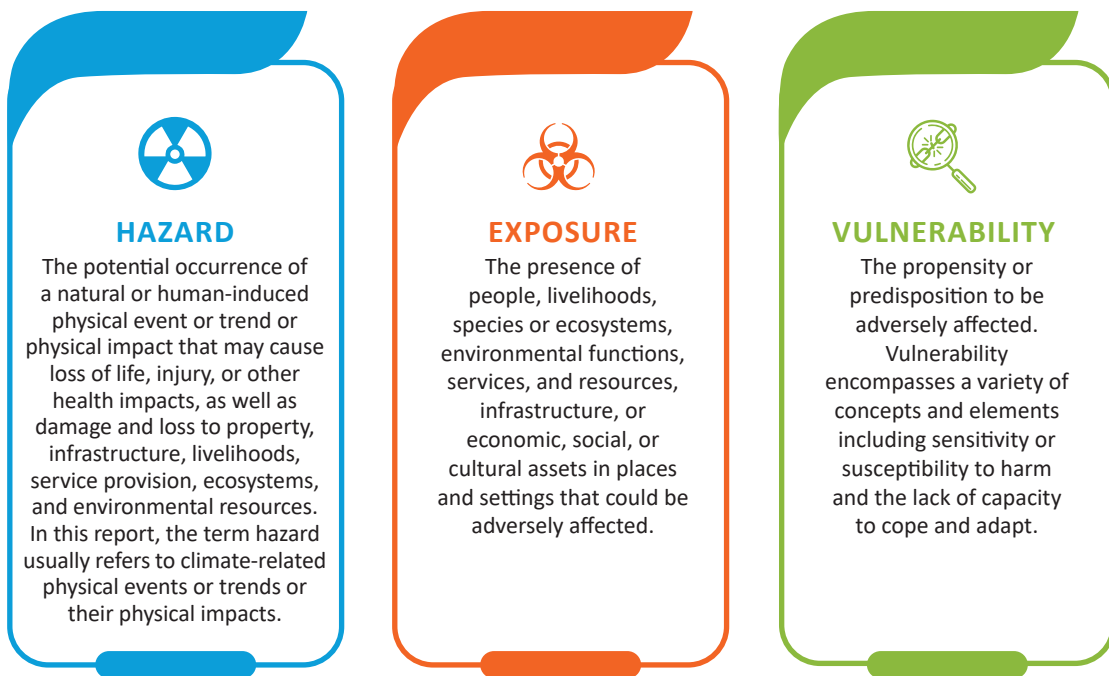 HAZARD
The potential occurrence of
a natural or human-induced
physical event or trend or
physical impact that may cause
loss of life, injury, or other
health impacts, as well as
damage and loss to property,
infrastructure, livelihoods,
service provision, ecosystems,
and environmental resources.
In this report, the term hazard
usually refers to climate-related
physical events or trends or
their physical impacts.
EXPOSURE
The presence of
people, livelihoods,
species or ecosystems,
environmental functions,
services, and resources,
infrastructure, or
economic, social, or
cultural assets in places
and settings that could be
adversely affected.
VULNERABILITY
The propensity or
predisposition to be
adversely affected.
Vulnerability
encompasses a variety of
concepts and elements
including sensitivity or
susceptibility to harm
and the lack of capacity
to cope and adapt.